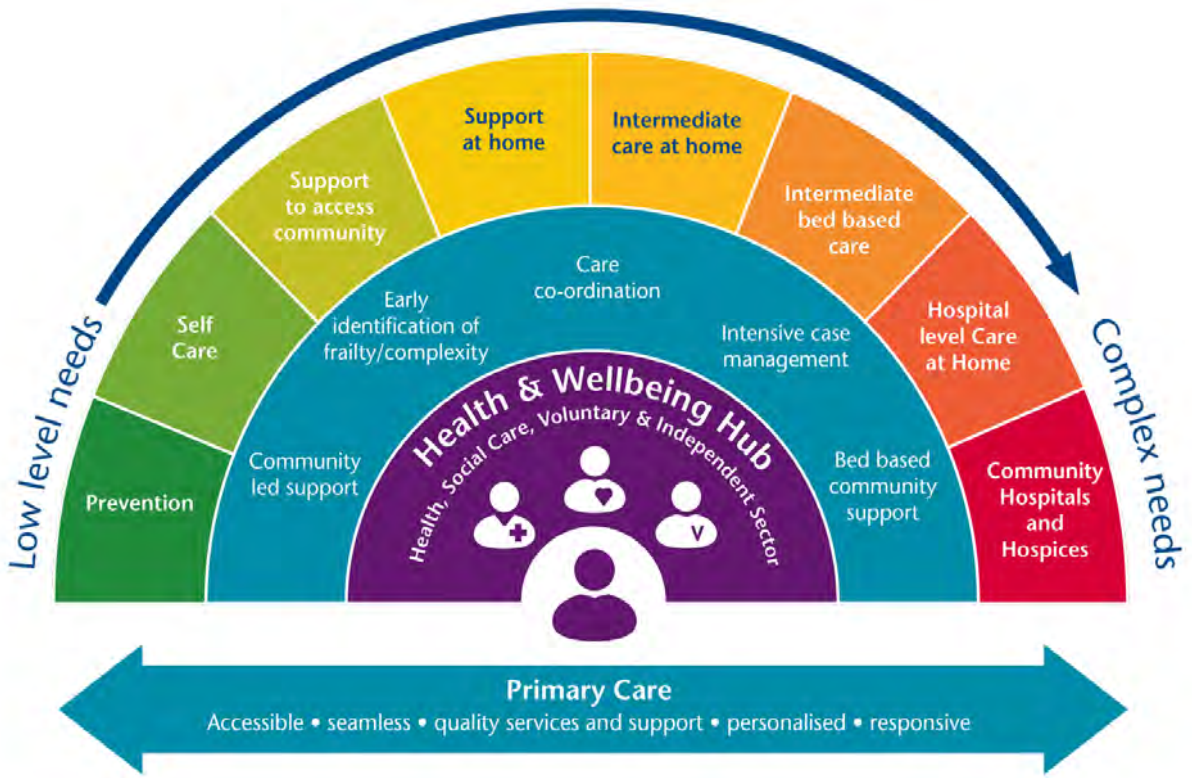 Low level needs
Complex needs
Prevention
Self
Care
Support
to access
community
Support
at home
Intermediate
care at home
Intermediate
bed based
care
Hospital
level Care
at Home
Community
Hospitals
and
Hospices
Community
led support
Early
identification of
frailty/complexity
Care
co-ordination
Intensive case
management
Bed based
community
support
Health & Wellbeing Hub
Health, Social Care, Voluntary & Independent Sector
V
Primary Care
Accessible • seamless • quality services and support • personalised • responsive